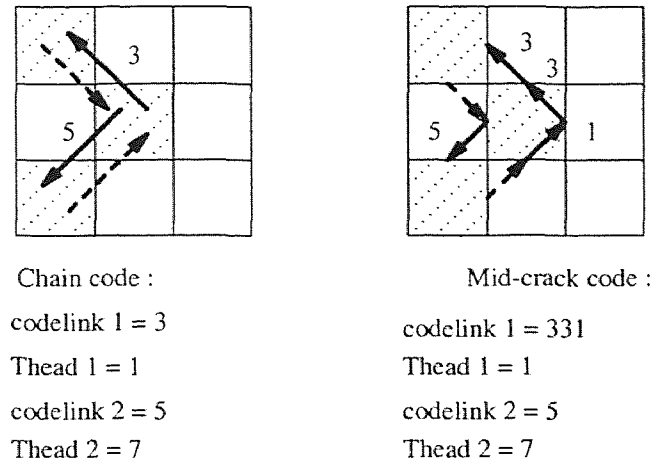 3
5
3
3
5
1
Chain code :
codelink 1 = 3
Thead 1 = 1
codelink 2 = 5
Thead 2 = 7
Mid-crack code :
codelink 1 = 331
Thead 1 = 1
codelink 2 = 5
Thead 2 = 7